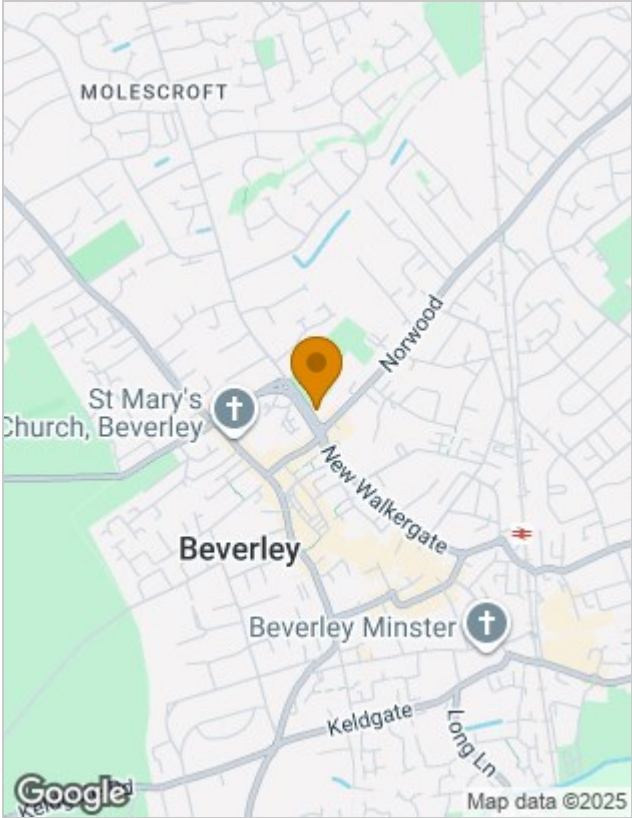 MOLESCROFT
Norwood
St Mary's
Church, Beverley
New Walkergate
Beverley
Beverley Minster
Keldgate
Long Ln
Google
Map data ©2025